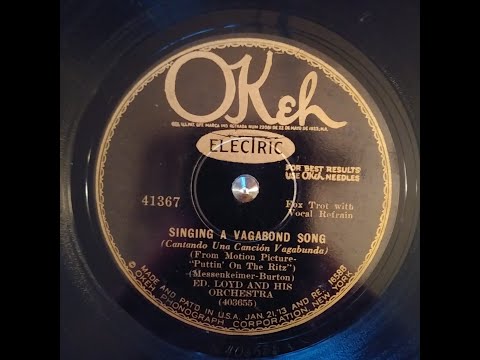 OKeh
ELECTRIC
FOR BEST RESULTS
USE OKeh NEEDLES
41367
Fox Trot with
Vocal Refrain
SINGING A VAGABOND SONG
(Cantando Una Canción Vagabunda)
(From Motion Picture-
"Puttin' On The Ritz")
(Messenkeimer-Burton)
ED. LOYD AND HIS
ORCHESTRA
(403655)
© MADE AND PAT'D IN U.S.A. JAN. 21,'13 AND RE. 16588
OKEH PHONOGRAPH CORPORATION NEW YORK.